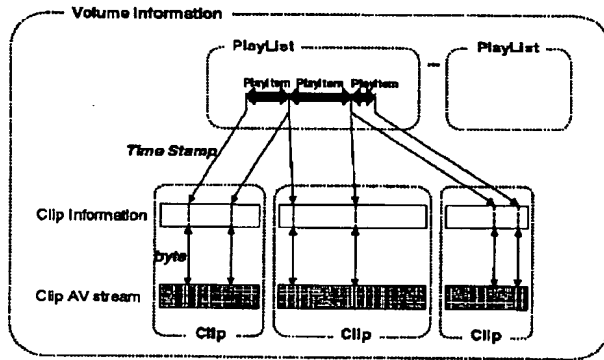 Volume Information
PlayList
PlayList
PlayItem PlayItem PlayItem
Time Stamp
Clip Information
byte
Clip AV stream
Clip
Clip
Clip